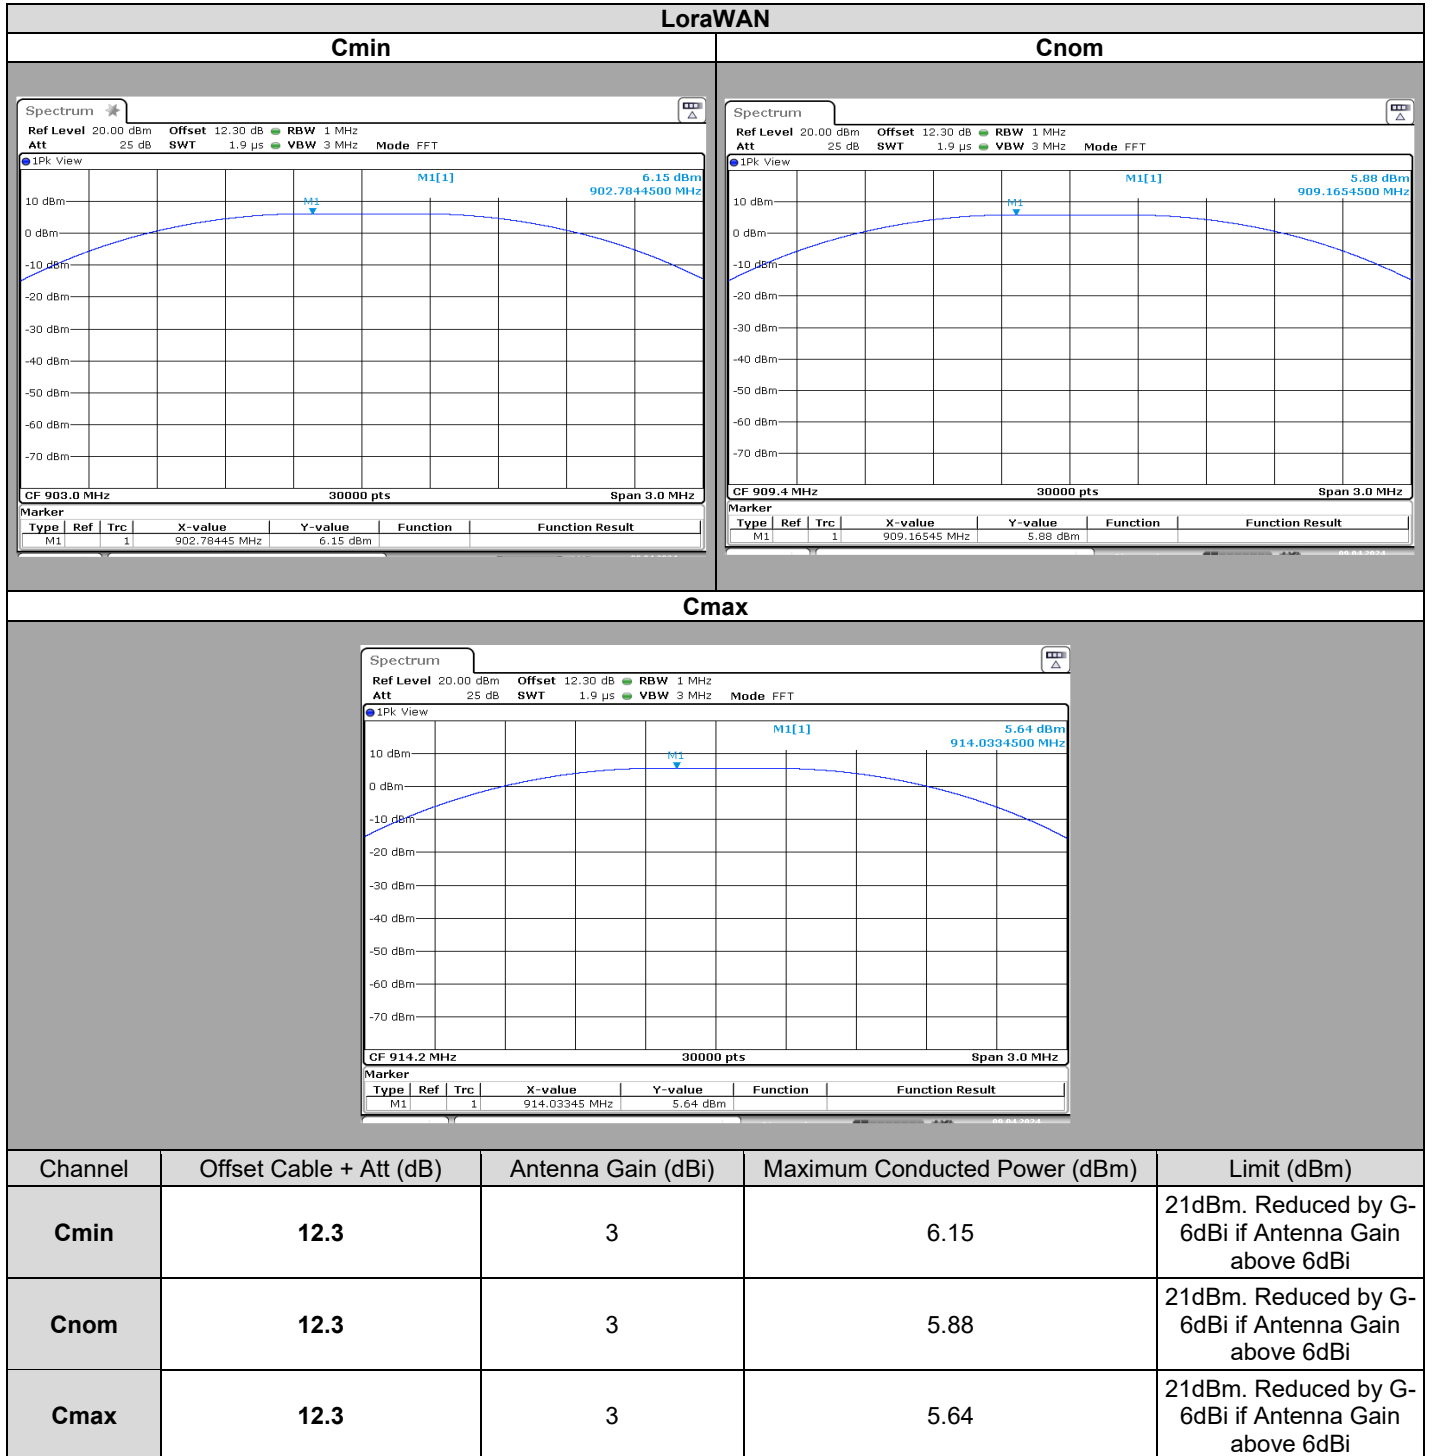 LoraWAN
Cmin
Cnom
Spectrum
Ref Level 20.00 dBm Offset 12.30 dB RBW 1 MHz
Att 25 dB SWT 1.9 µs VBW 3 MHz Mode FFT
1Pk View
M1[1] 6.15 dBm
902.7844500 MHz
M1
10 dBm
0 dBm
-10 dBm
-20 dBm
-30 dBm
-40 dBm
-50 dBm
-60 dBm
-70 dBm
CF 903.0 MHz 30000 pts Span 3.0 MHz
Marker
Type Ref Trc X-value Y-value Function Function Result
M1 1 902.78445 MHz 6.15 dBm
Spectrum
Ref Level 20.00 dBm Offset 12.30 dB RBW 1 MHz
Att 25 dB SWT 1.9 µs VBW 3 MHz Mode FFT
1Pk View
M1[1] 5.88 dBm
909.1654500 MHz
M1
10 dBm
0 dBm
-10 dBm
-20 dBm
-30 dBm
-40 dBm
-50 dBm
-60 dBm
-70 dBm
CF 909.4 MHz 30000 pts Span 3.0 MHz
Marker
Type Ref Trc X-value Y-value Function Function Result
M1 1 909.16545 MHz 5.88 dBm
Cmax
Spectrum
Ref Level 20.00 dBm Offset 12.30 dB RBW 1 MHz
Att 25 dB SWT 1.9 µs VBW 3 MHz Mode FFT
1Pk View
M1[1] 5.64 dBm
914.0334500 MHz
M1
10 dBm
0 dBm
-10 dBm
-20 dBm
-30 dBm
-40 dBm
-50 dBm
-60 dBm
-70 dBm
CF 914.2 MHz 30000 pts Span 3.0 MHz
Marker
Type Ref Trc X-value Y-value Function Function Result
M1 1 914.03345 MHz 5.64 dBm
Channel Offset Cable + Att (dB) Antenna Gain (dBi) Maximum Conducted Power (dBm) Limit (dBm)
Cmin 12.3 3 6.15 21dBm. Reduced by G-
6dBi if Antenna Gain
above 6dBi
Cnom 12.3 3 5.88 21dBm. Reduced by G-
6dBi if Antenna Gain
above 6dBi
Cmax 12.3 3 5.64 21dBm. Reduced by G-
6dBi if Antenna Gain
above 6dBi